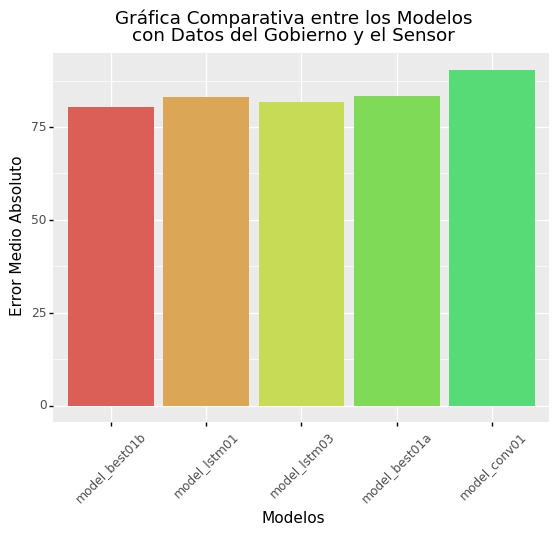 Gráfica Comparativa entre los Modelos
con Datos del Gobierno y el Sensor
Error Medio Absoluto
75
50
25
0
model_best01b
model_lstm01
model_lstm03
model_best01a
model_conv01
Modelos